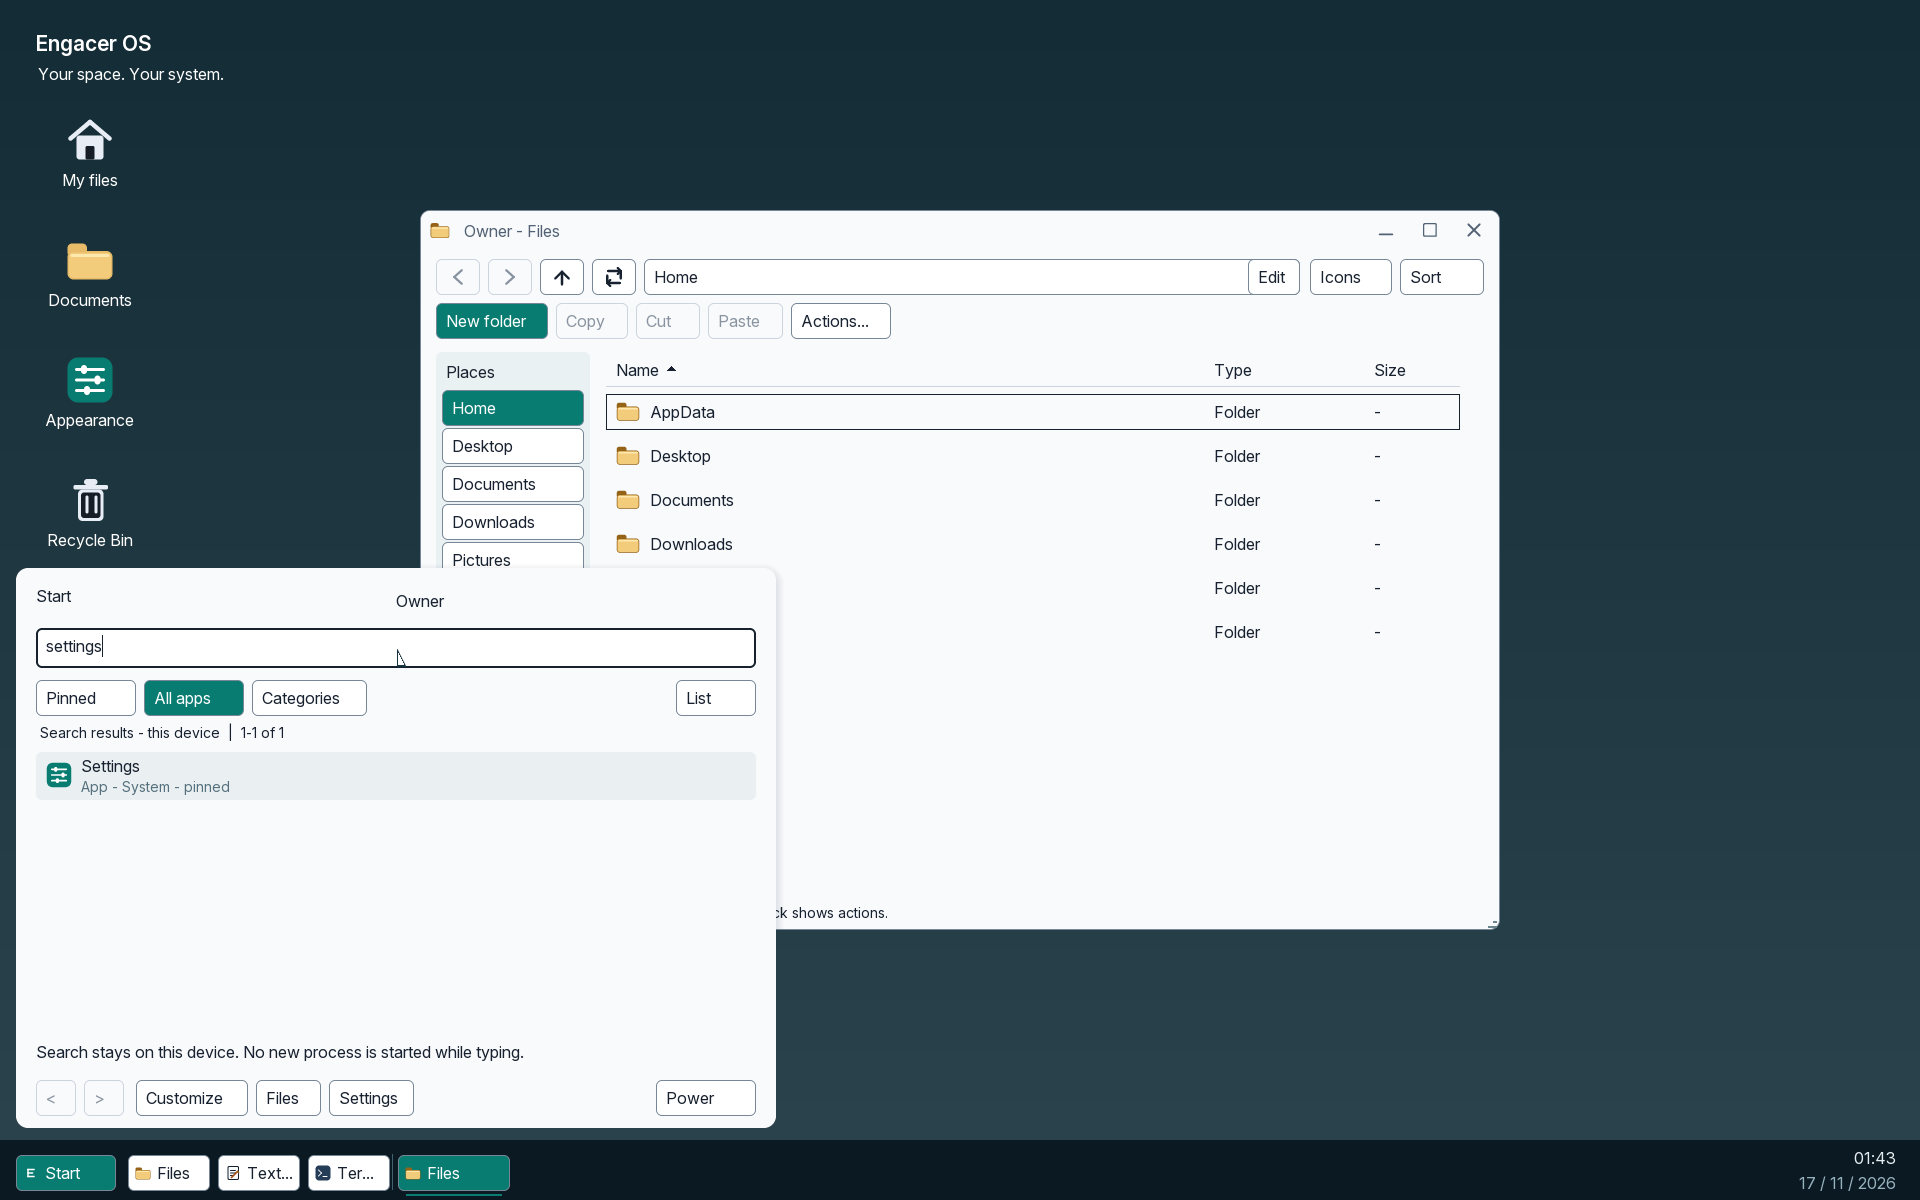 Engacer OS
Your space. Your system.
My files
Documents
Appearance
Recycle Bin
Owner - Files
Home
Edit
Icons
Sort
New folder
Copy
Cut
Paste
Actions...
Places
Home
Desktop
Documents
Downloads
Pictures
Name
Type
Size
AppData
Folder
-
Desktop
Folder
-
Documents
Folder
-
Downloads
Folder
-
Folder
-
Folder
-
shows actions.
Start
Owner
settings
Pinned
All apps
Categories
List
Search results - this device | 1-1 of 1
Settings
App - System - pinned
Search stays on this device. No new process is started while typing.
<
>
Customize
Files
Settings
Power
E Start
Files
Text...
Ter...
Files
01:43
17 / 11 / 2026